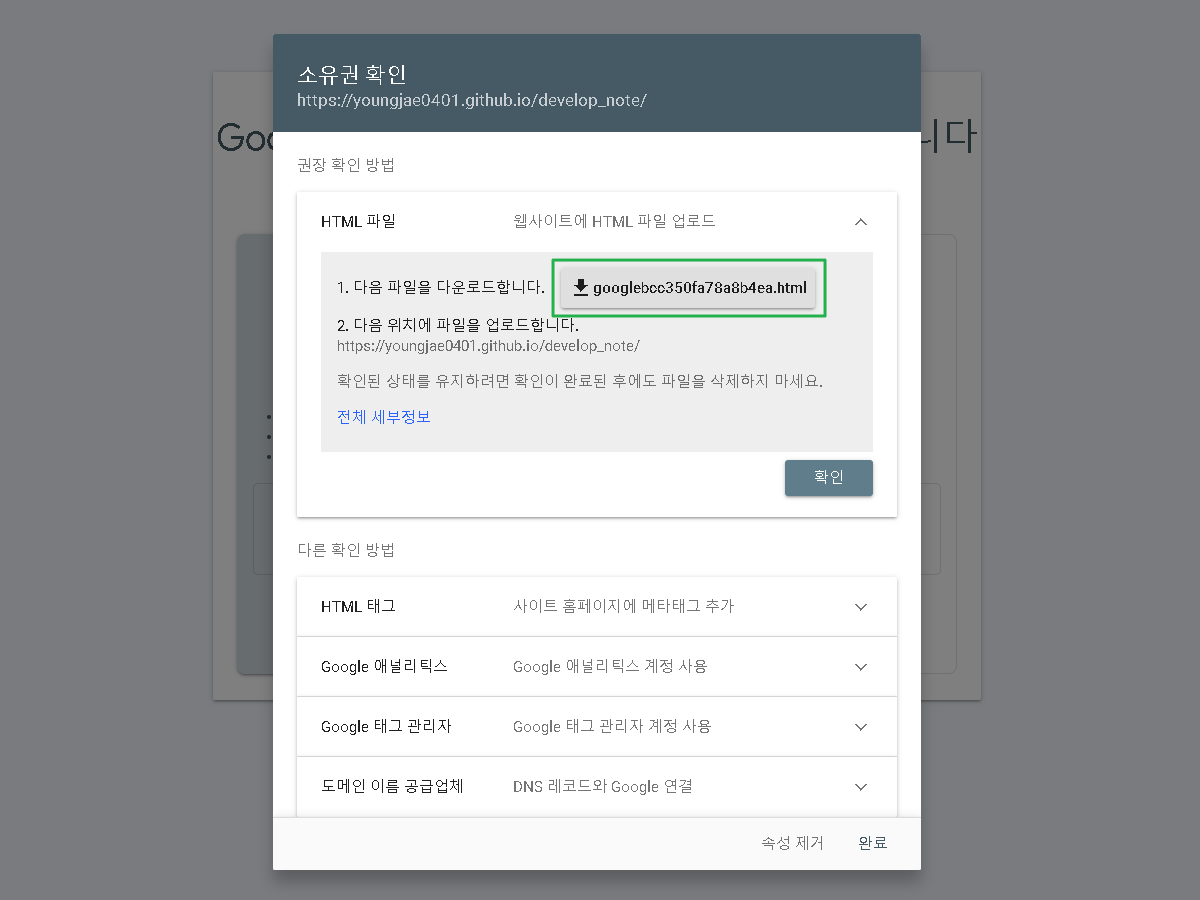 소유권 확인
https://youngjae0401.github.io/develop_note/
Goo
니다
권장 확인 방법
HTML 파일 웹사이트에 HTML 파일 업로드
1. 다음 파일을 다운로드합니다. googlebcc350fa78a8b4ea.html
2. 다음 위치에 파일을 업로드합니다.
https://youngjae0401.github.io/develop_note/
확인된 상태를 유지하려면 확인이 완료된 후에도 파일을 삭제하지 마세요.
전체 세부정보
확인
다른 확인 방법
HTML 태그 사이트 홈페이지에 메타태그 추가
Google 애널리틱스 Google 애널리틱스 계정 사용
Google 태그 관리자 Google 태그 관리자 계정 사용
도메인 이름 공급업체 DNS 레코드와 Google 연결
속성 제거 완료